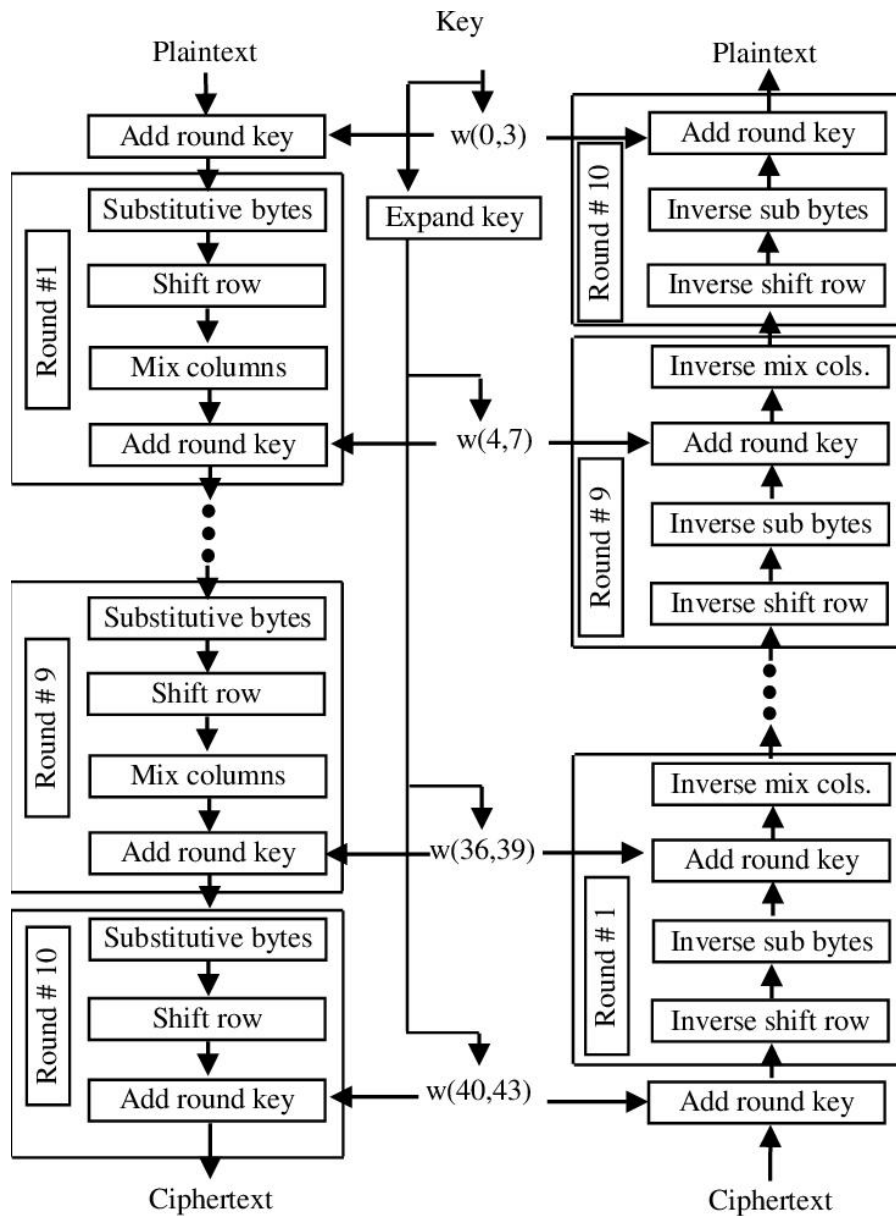 Key
Plaintext
Add round key
Round #1
Substitutive bytes
Shift row
Mix columns
Add round key
Round # 9
Substitutive bytes
Shift row
Mix columns
Add round key
Round # 10
Substitutive bytes
Shift row
Add round key
Ciphertext
w(0,3)
Expand key
w(4,7)
w(36,39)
w(40,43)
Plaintext
Round # 10
Add round key
Inverse sub bytes
Inverse shift row
Round # 9
Inverse mix cols.
Add round key
Inverse sub bytes
Inverse shift row
Round # 1
Inverse mix cols.
Add round key
Inverse sub bytes
Inverse shift row
Add round key
Ciphertext